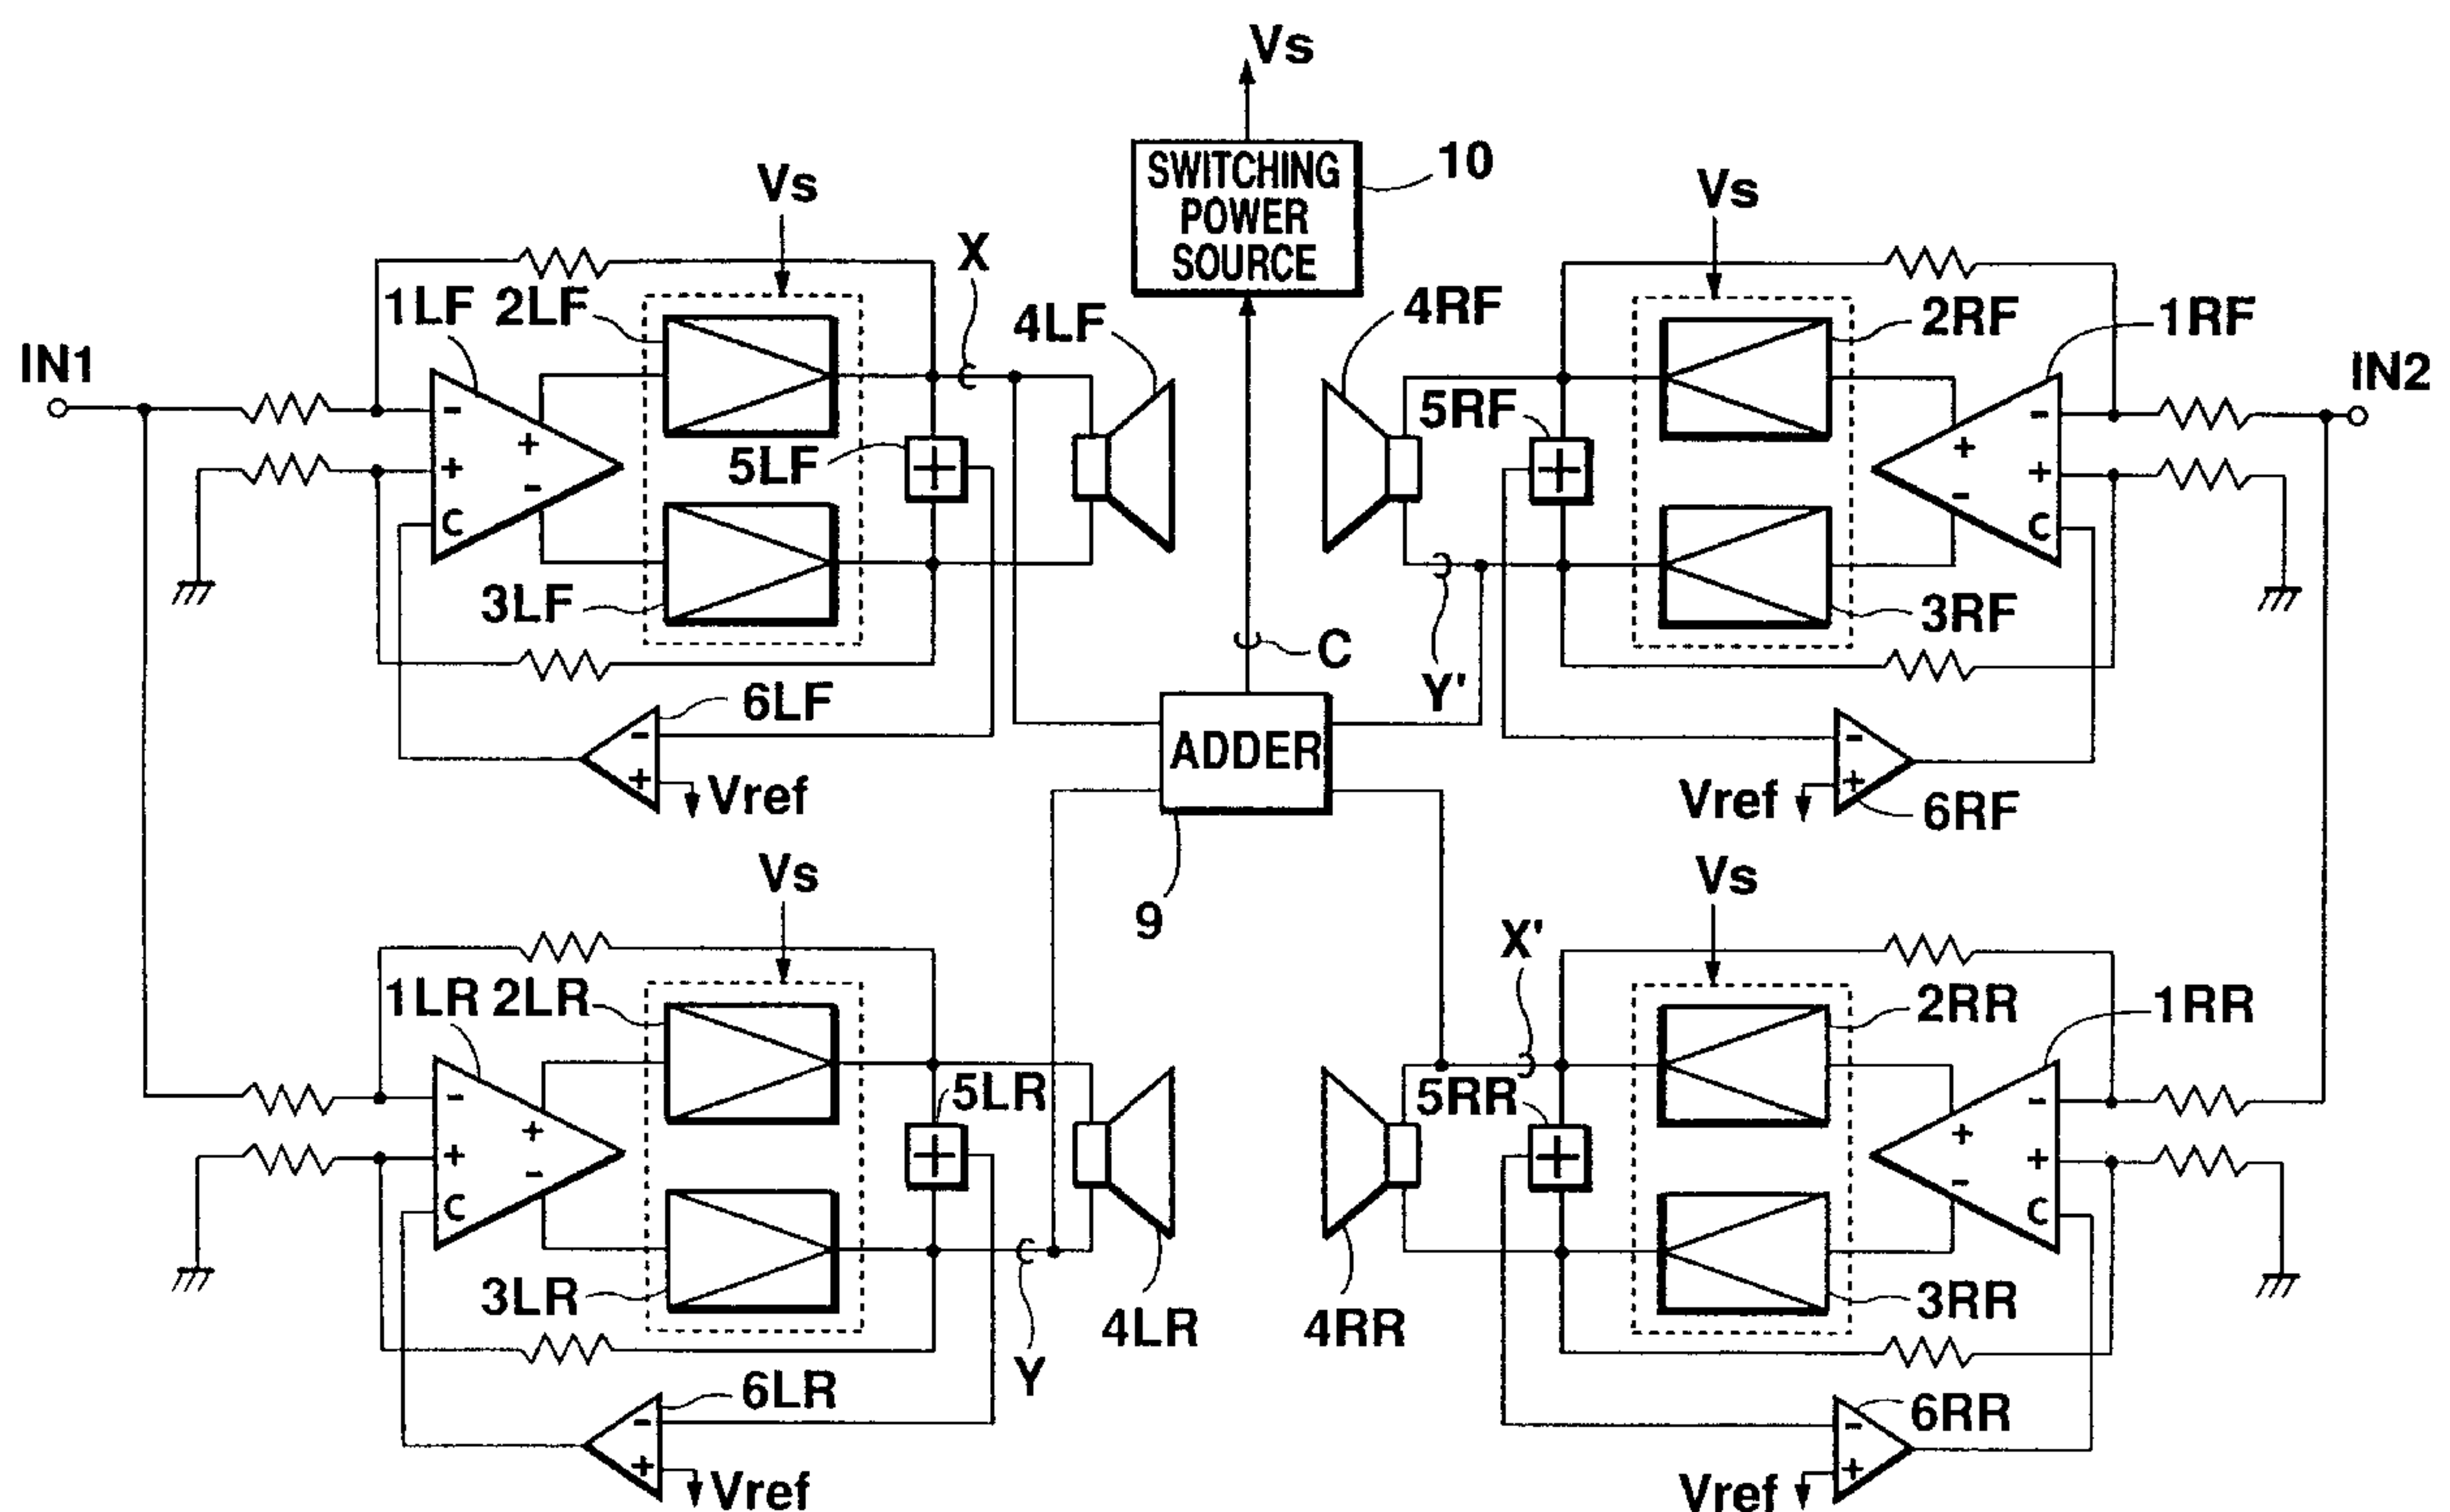 Vs
SWITCHING
POWER
SOURCE
10
Vs
Vs
X
1LF
2LF
4LF
4RF
2RF
1RF
IN1
IN2
-
+
C
+
-
5LF
+
5RF
+
+
-
-
+
C
3LF
3RF
C
Y'
6LF
-
+
Vref
ADDER
-
+
Vref
6RF
9
Vs
Vs
X'
1LR
2LR
2RR
1RR
-
+
C
+
-
5LR
+
5RR
+
+
-
-
+
C
3LR
3RR
4LR
4RR
Y
6LR
-
+
Vref
6RR
-
+
Vref